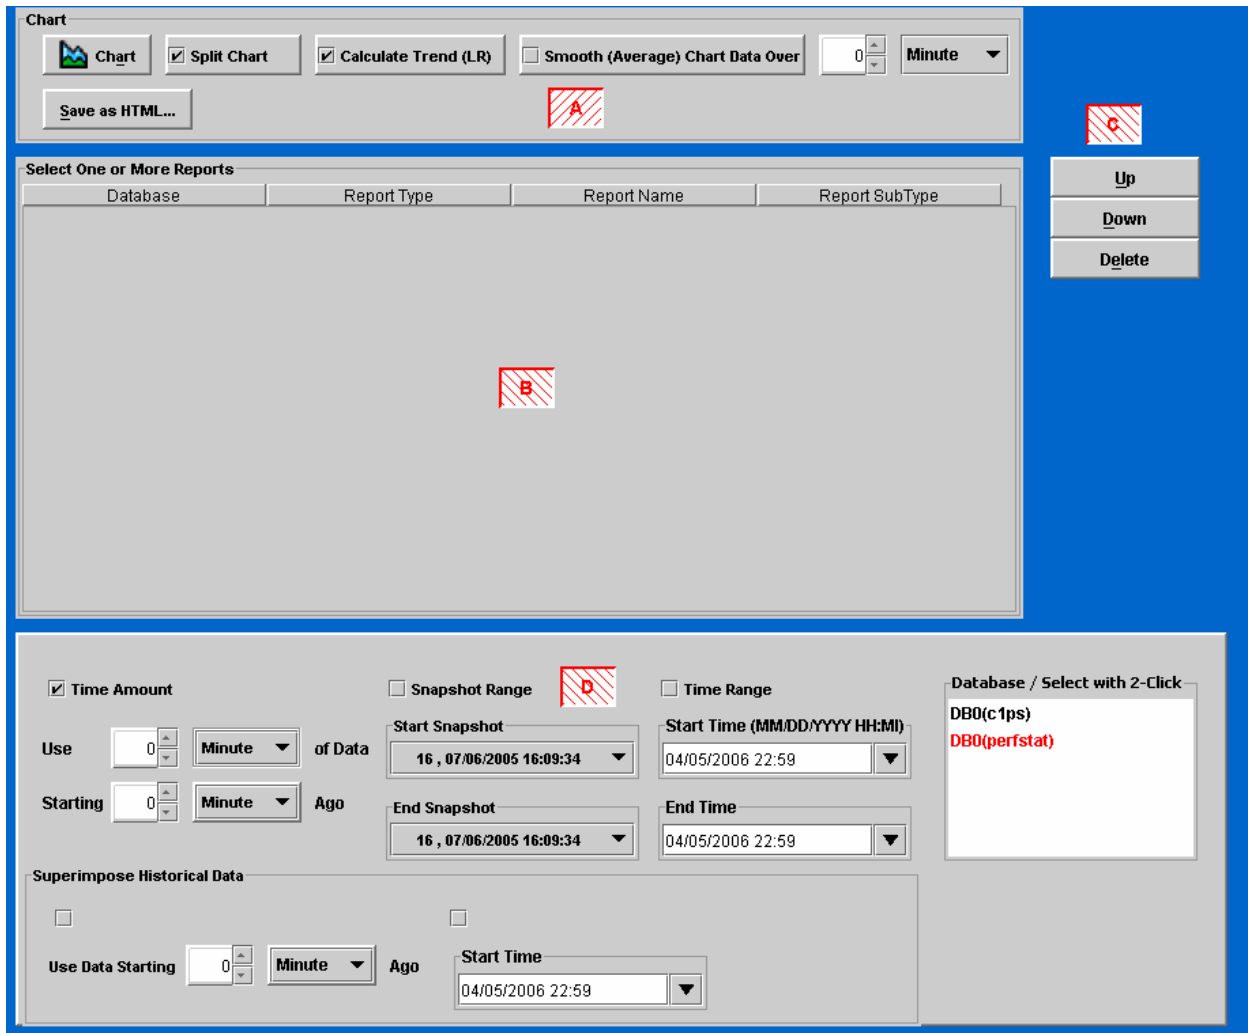 Chart
Chart Split Chart Calculate Trend (LR) Smooth (Average) Chart Data Over 0 Minute
Save as HTML... A
C
Select One or More Reports
Database Report Type Report Name Report SubType
Up
Down
Delete
B
Time Amount Snapshot Range D Time Range
Database / Select with 2-Click
DB0(c1ps)
DB0(perfstat)
Start Snapshot Start Time (MM/DD/YYYY HH:MI)
Use 0 Minute of Data 16 , 07/06/2005 16:09:34 04/05/2006 22:59
Starting 0 Minute Ago
End Snapshot End Time
16 , 07/06/2005 16:09:34 04/05/2006 22:59
Superimpose Historical Data
Use Data Starting 0 Minute Ago
Start Time
04/05/2006 22:59